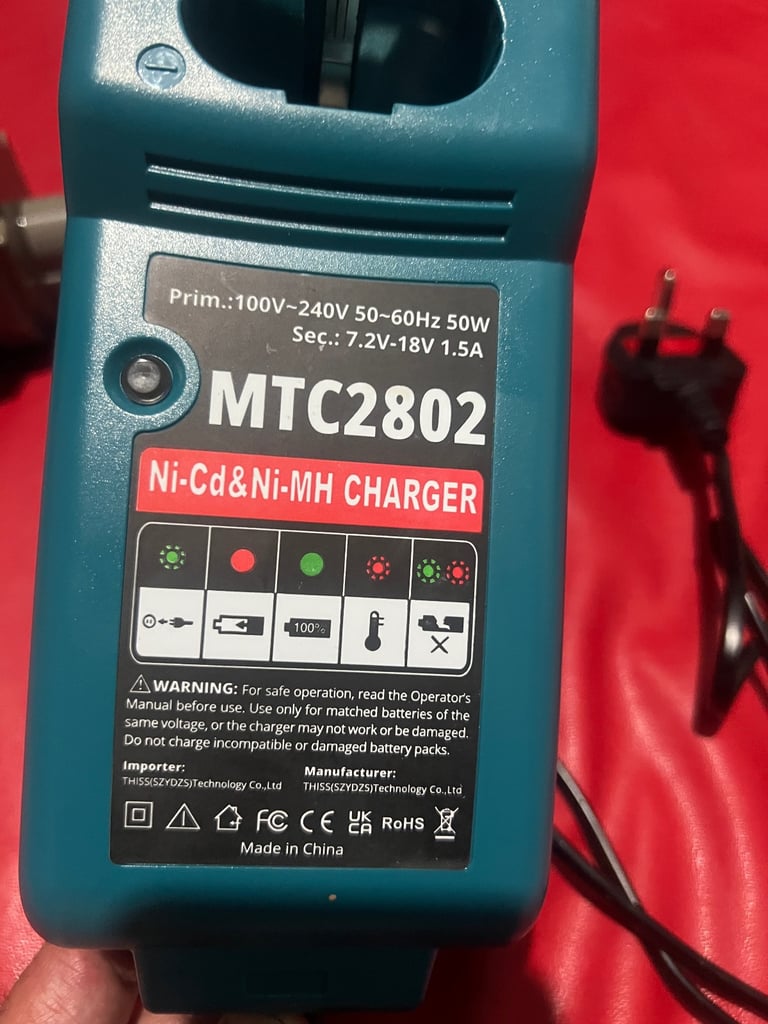 Prim.:100V~240V 50~60Hz 50W
Sec.: 7.2V-18V 1.5A
MTC2802
Ni-Cd&Ni-MH CHARGER
100%
WARNING: For safe operation, read the Operator's
Manual before use. Use only for matched batteries of the
same voltage, or the charger may not work or be damaged.
Do not charge incompatible or damaged battery packs.
Importer:
THISS(SZYDZS)Technology Co.,Ltd
Manufacturer:
THISS(SZYDZS)Technology Co.,Ltd
FC CE UK CA RoHS
Made in China